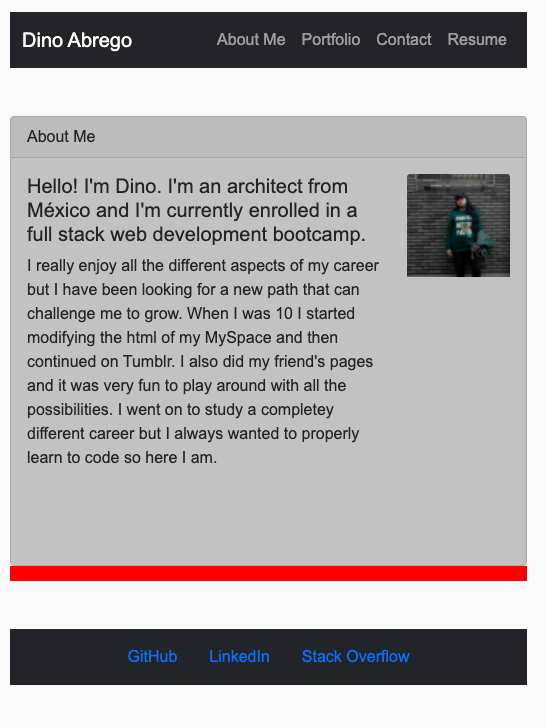 Dino Abrego
About Me Portfolio Contact Resume
About Me
Hello! I'm Dino. I'm an architect from
México and I'm currently enrolled in a
full stack web development bootcamp.
I really enjoy all the different aspects of my career
but I have been looking for a new path that can
challenge me to grow. When I was 10 I started
modifying the html of my MySpace and then
continued on Tumblr. I also did my friend's pages
and it was very fun to play around with all the
possibilities. I went on to study a completey
different career but I always wanted to properly
learn to code so here I am.
GitHub LinkedIn Stack Overflow